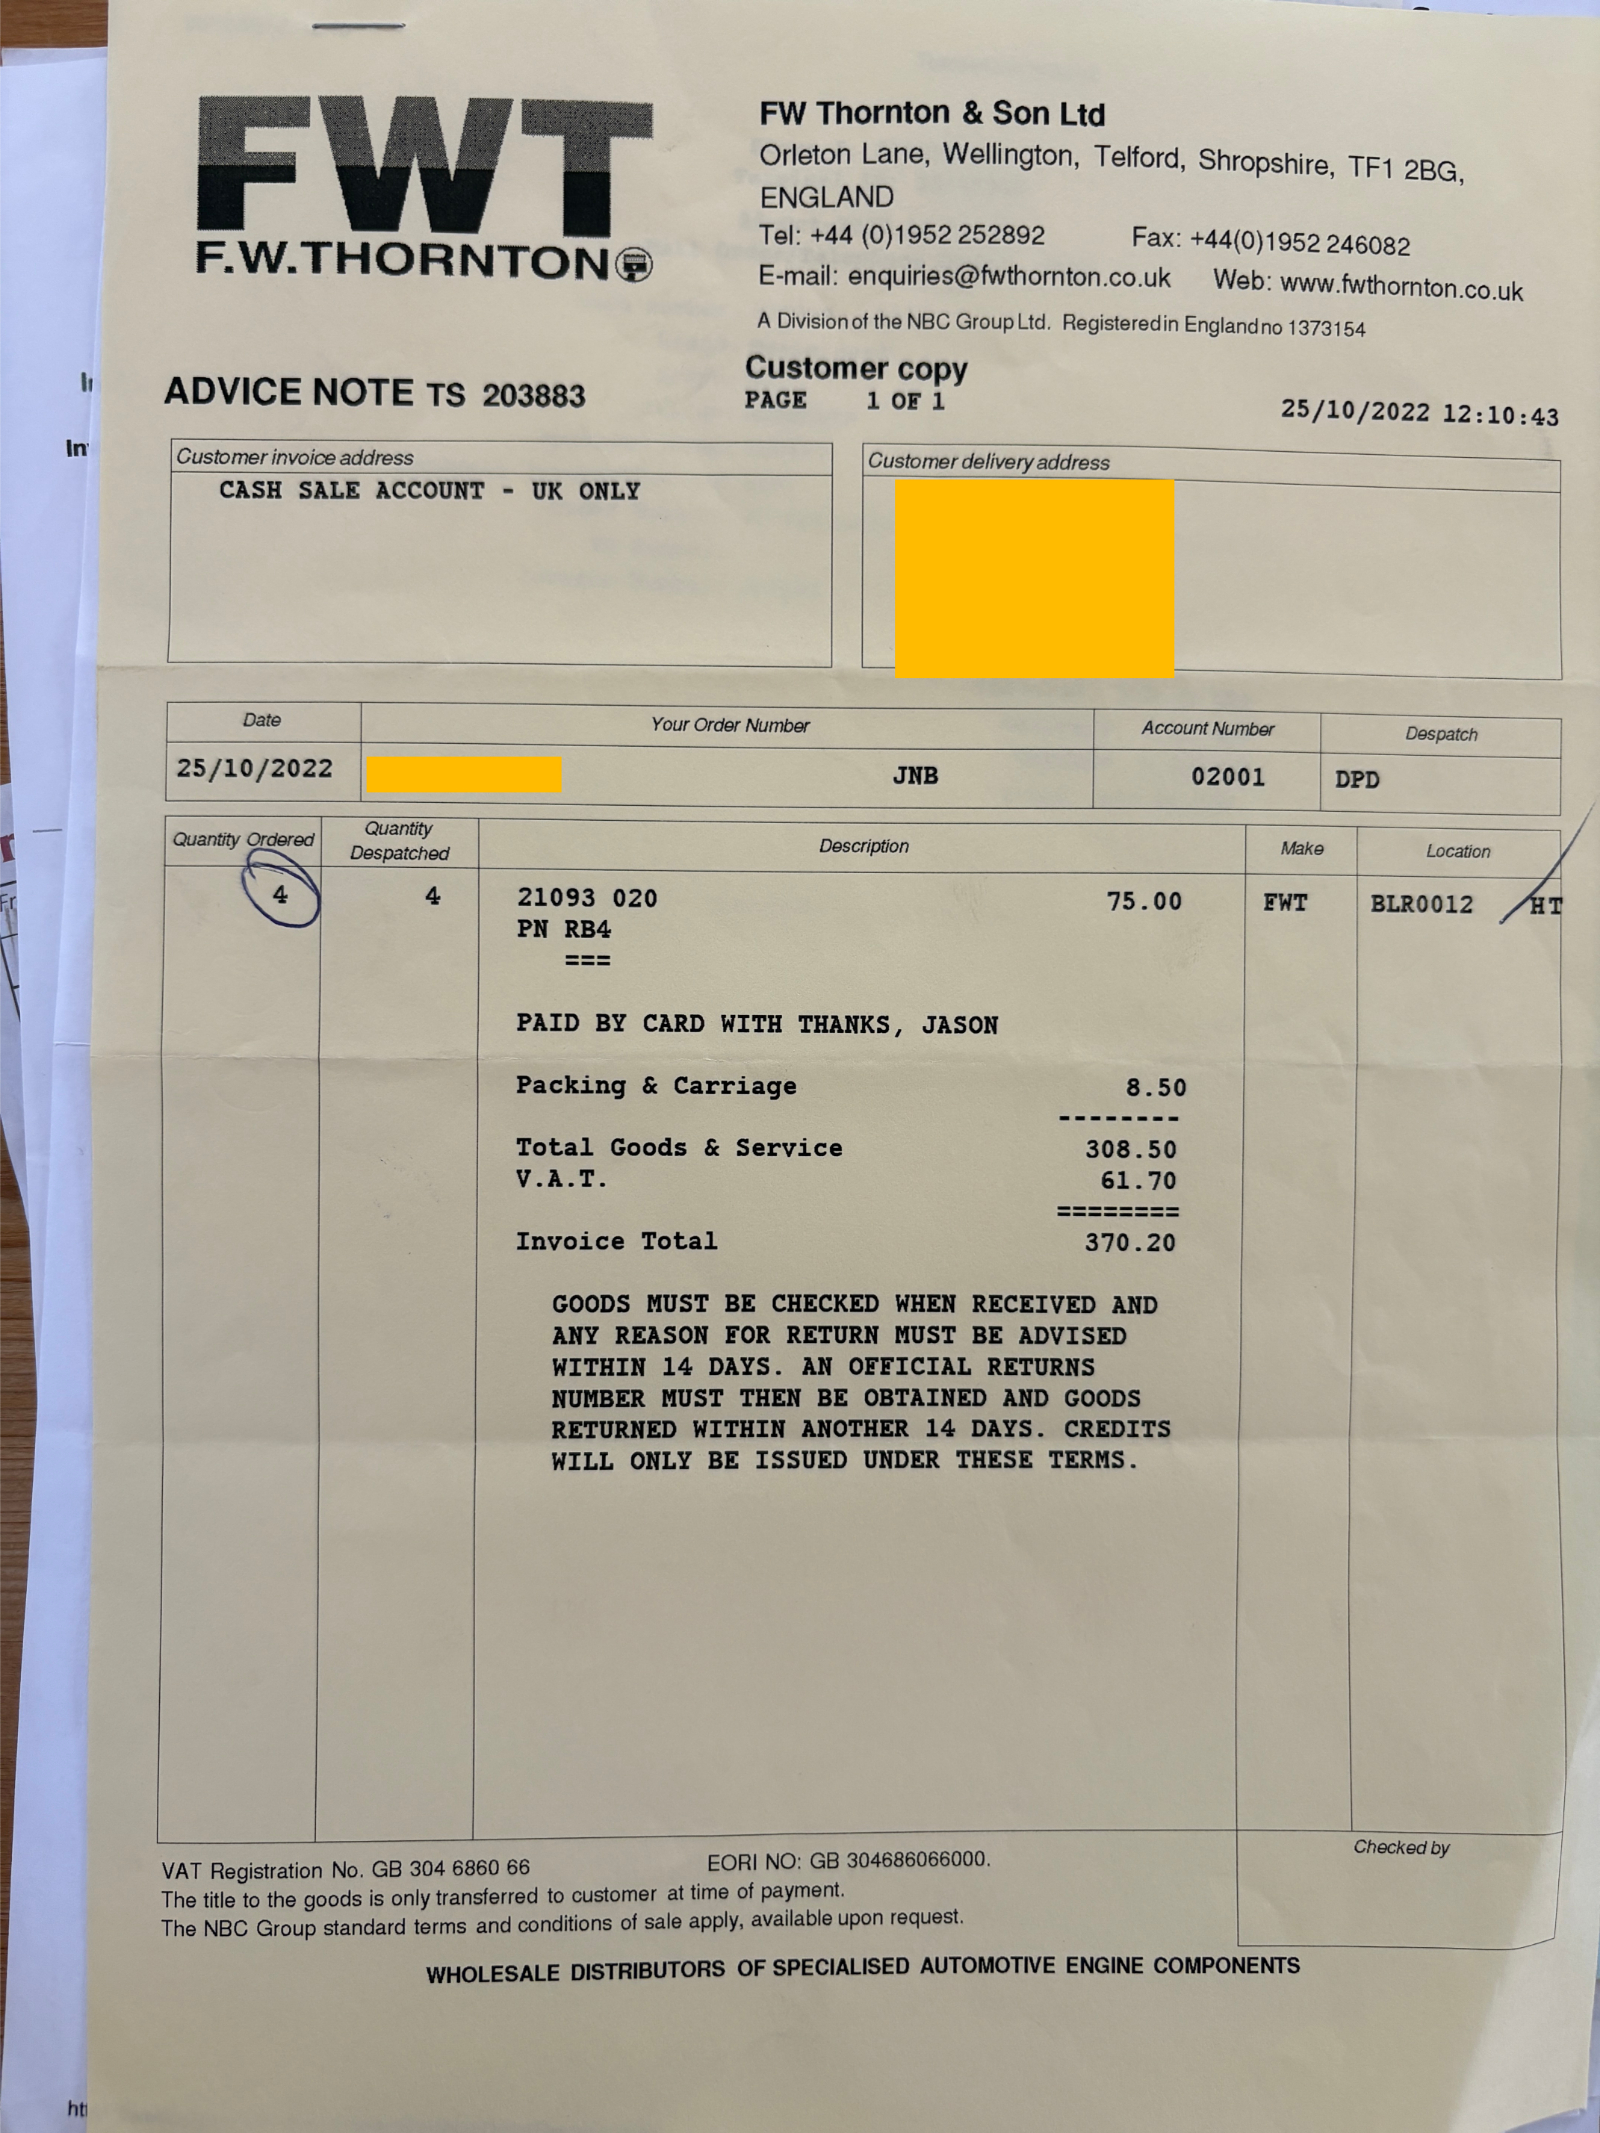 FWT
F.W.THORNTON
FW Thornton & Son Ltd
Orleton Lane, Wellington, Telford, Shropshire, TF1 2BG,
ENGLAND
Tel: +44 (0)1952 252892 Fax: +44(0)1952 246082
E-mail: enquiries@fwthornton.co.uk Web: www.fwthornton.co.uk
A Division of the NBC Group Ltd. Registered in England no 1373154
ADVICE NOTE TS 203883
Customer copy
PAGE 1 OF 1
25/10/2022 12:10:43
Customer invoice address
CASH SALE ACCOUNT - UK ONLY
Customer delivery address
Date Your Order Number Account Number Despatch
25/10/2022 JNB 02001 DPD
Quantity Ordered Quantity Despatched Description Make Location
4 4 21093 020 75.00 FWT BLR0012 HT
PN RB4
===
PAID BY CARD WITH THANKS, JASON
Packing & Carriage 8.50
--------
Total Goods & Service 308.50
V.A.T. 61.70
========
Invoice Total 370.20
GOODS MUST BE CHECKED WHEN RECEIVED AND
ANY REASON FOR RETURN MUST BE ADVISED
WITHIN 14 DAYS. AN OFFICIAL RETURNS
NUMBER MUST THEN BE OBTAINED AND GOODS
RETURNED WITHIN ANOTHER 14 DAYS. CREDITS
WILL ONLY BE ISSUED UNDER THESE TERMS.
Checked by
VAT Registration No. GB 304 6860 66 EORI NO: GB 304686066000.
The title to the goods is only transferred to customer at time of payment.
The NBC Group standard terms and conditions of sale apply, available upon request.
WHOLESALE DISTRIBUTORS OF SPECIALISED AUTOMOTIVE ENGINE COMPONENTS